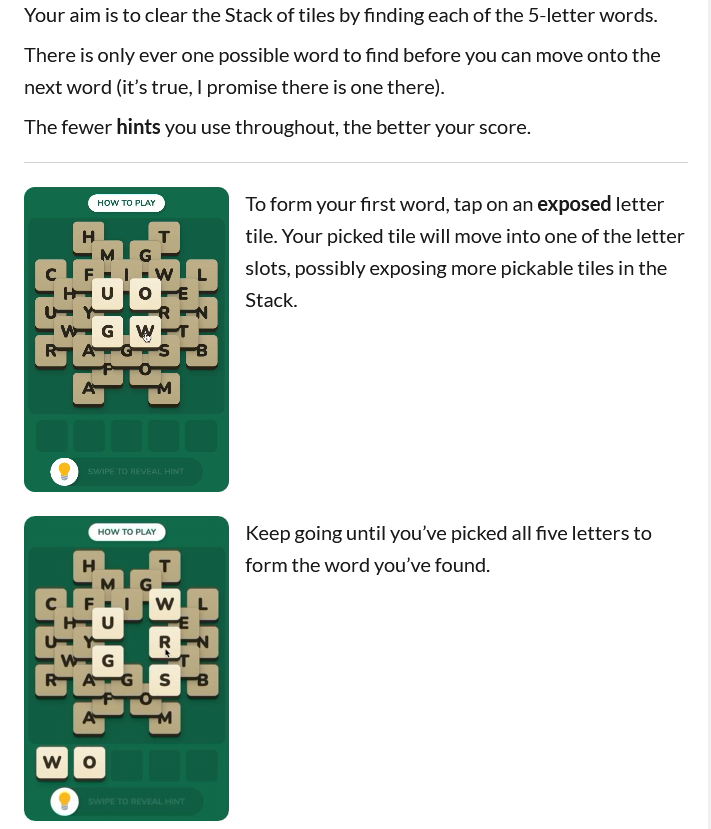 Your aim is to clear the Stack of tiles by finding each of the 5-letter words.
There is only ever one possible word to find before you can move onto the
next word (it’s true, I promise there is one there).
The fewer hints you use throughout, the better your score.
HOW TO PLAY
H T
M G
C F I W L
H U O E
U Y R N
W G W T
R A G S B
P O
A M
SWIPE TO REVEAL HINT
To form your first word, tap on an exposed letter
tile. Your picked tile will move into one of the letter
slots, possibly exposing more pickable tiles in the
Stack.
HOW TO PLAY
H T
M G
C F I W L
H U E
U Y R N
W G T
R A G S B
P O
A M
W O
SWIPE TO REVEAL HINT
Keep going until you’ve picked all five letters to
form the word you’ve found.